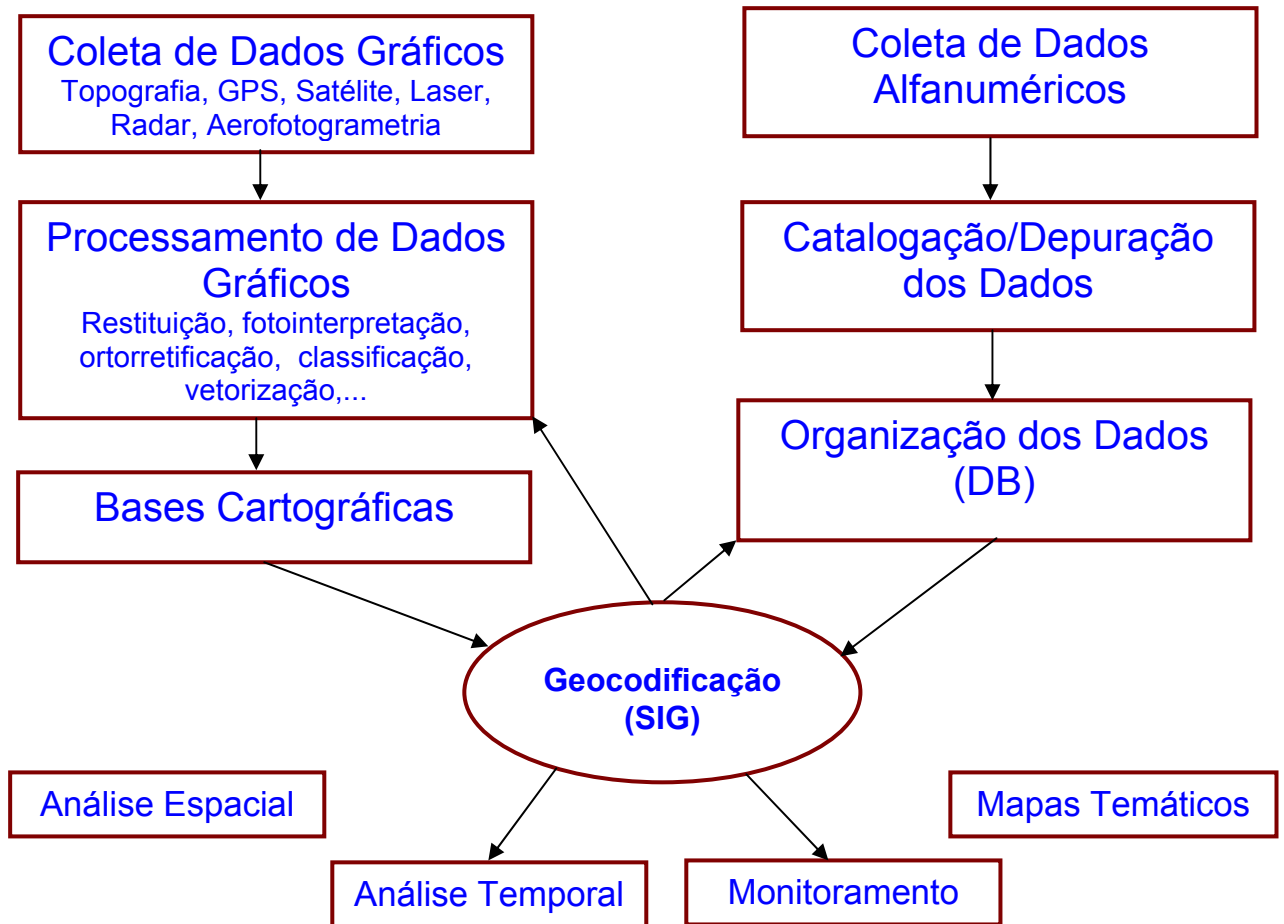 Coleta de Dados Gráficos
Topografia, GPS, Satélite, Laser,
Radar, Aerofotogrametria
Coleta de Dados
Alfanuméricos
Processamento de Dados
Gráficos
Restituição, fotointerpretação,
ortorretificação, classificação,
vetorização,...
Catalogação/Depuração
dos Dados
Bases Cartográficas
Organização dos Dados
(DB)
Geocodificação
(SIG)
Análise Espacial
Mapas Temáticos
Análise Temporal
Monitoramento